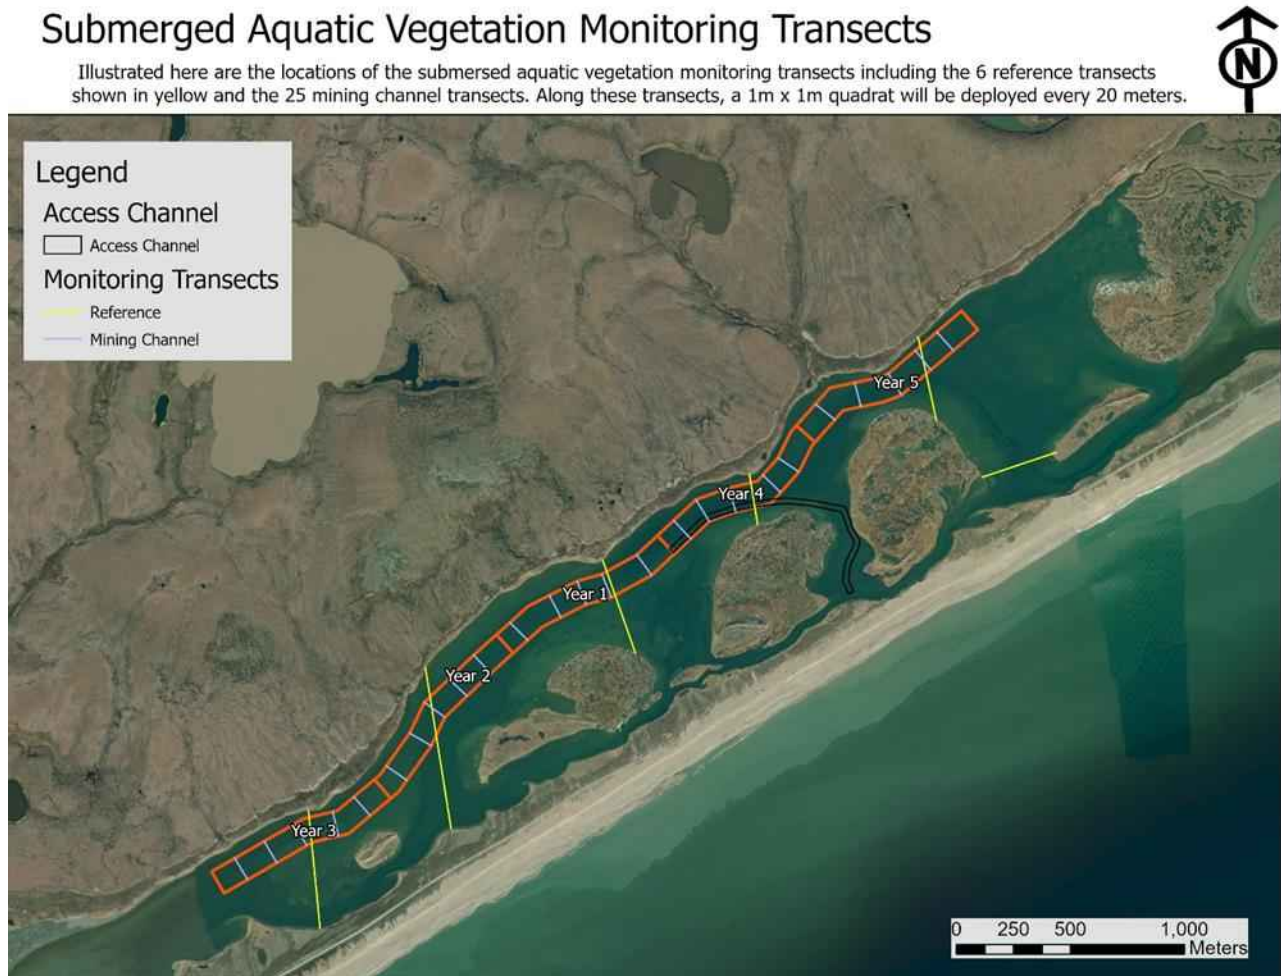 Submerged Aquatic Vegetation Monitoring Transects
Illustrated here are the locations of the submersed aquatic vegetation monitoring transects including the 6 reference transects
shown in yellow and the 25 mining channel transects. Along these transects, a 1m x 1m quadrat will be deployed every 20 meters.
N
Legend
Access Channel
Access Channel
Monitoring Transects
Reference
Mining Channel
Year 5
Year 4
Year 1
Year 2
Year 3
0 250 500 1,000
Meters